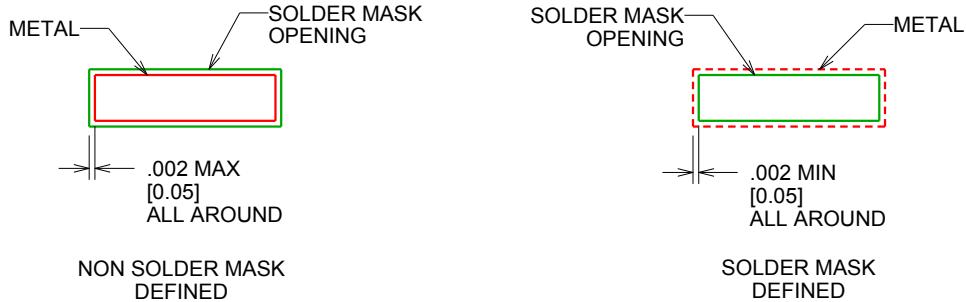 METAL
SOLDER MASK
OPENING
.002 MAX
[0.05]
ALL AROUND
NON SOLDER MASK
DEFINED
SOLDER MASK
OPENING
METAL
.002 MIN
[0.05]
ALL AROUND
SOLDER MASK
DEFINED